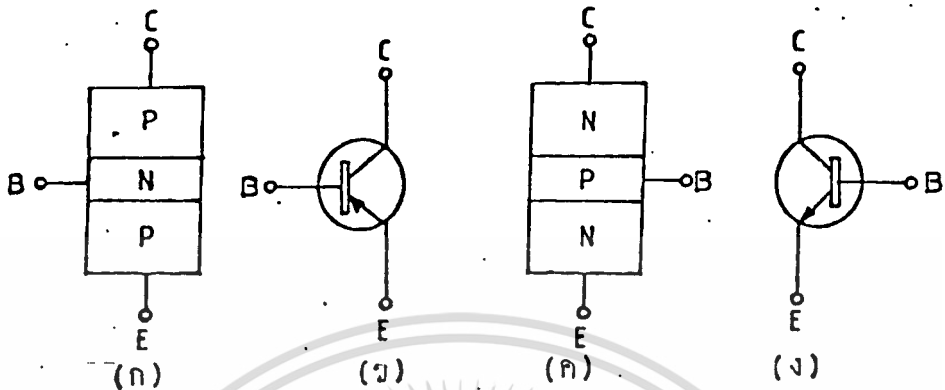 C C C C
P N
B N B P B B
P N
E E E E
(ก) (ข) (ค) (ง)